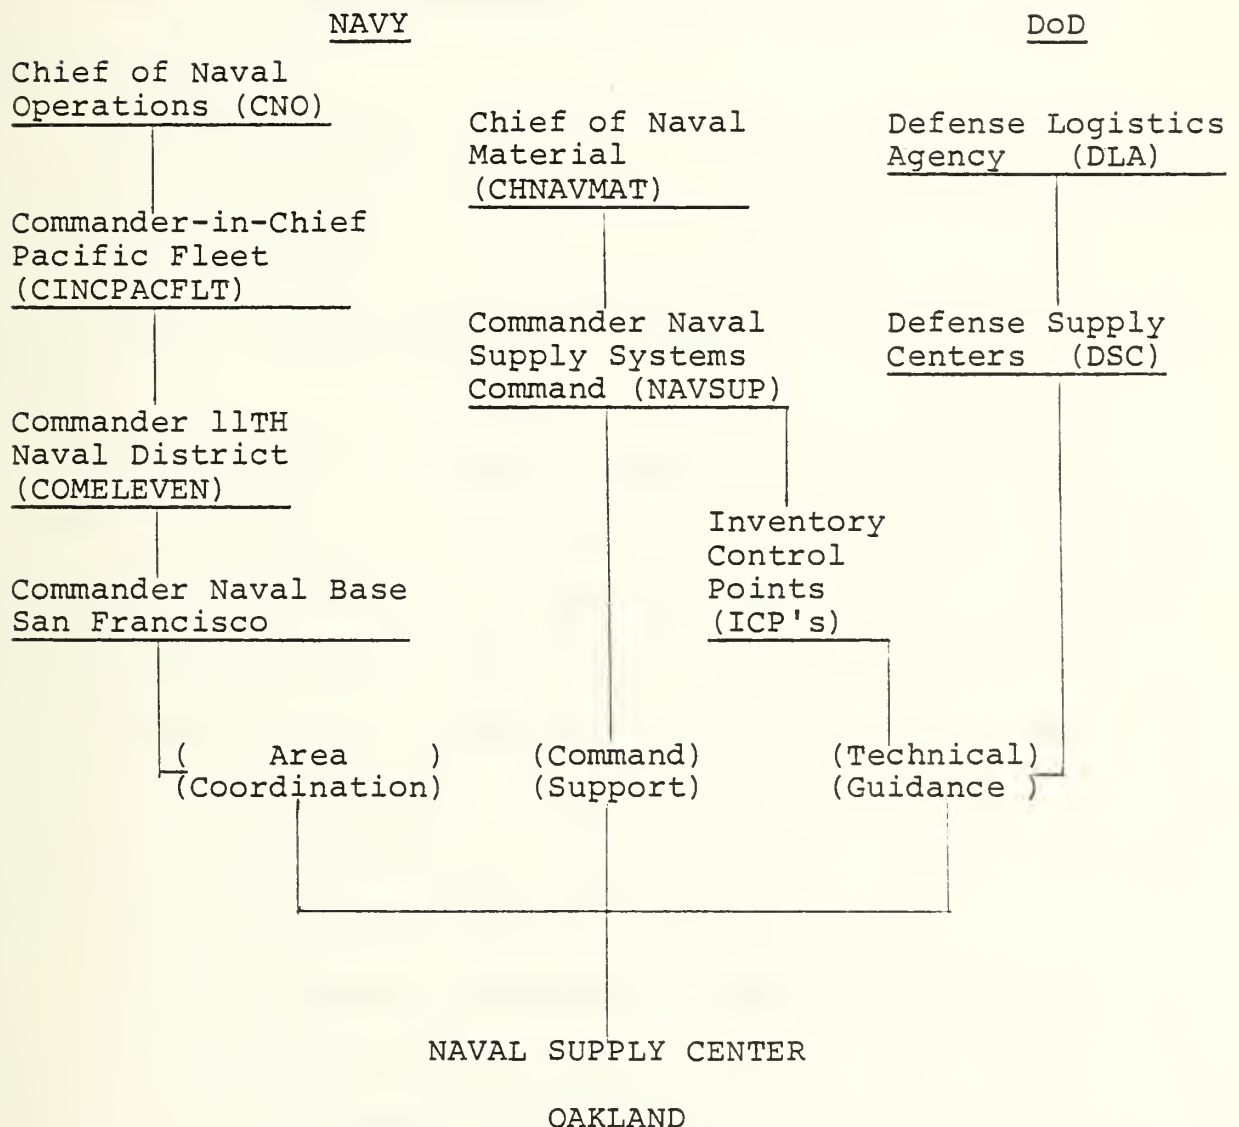 NAVY
DoD
Chief of Naval
Operations (CNO)
Commander-in-Chief
Pacific Fleet
(CINCPACFLT)
Commander 11TH
Naval District
(COMELEVEN)
Commander Naval Base
San Francisco
Chief of Naval
Material
(CHNAVMAT)
Commander Naval
Supply Systems
Command (NAVSUP)
Inventory
Control
Points
(ICP's)
Defense Logistics
Agency (DLA)
Defense Supply
Centers (DSC)
( Area )
(Coordination)
(Command)
(Support)
(Technical)
(Guidance )
NAVAL SUPPLY CENTER
OAKLAND